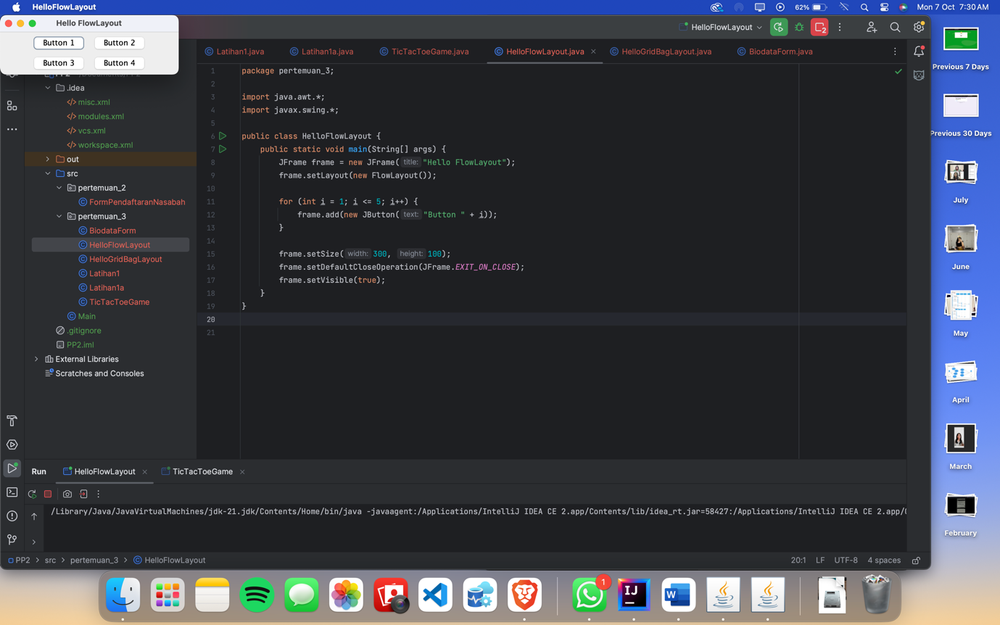 HelloFlowLayout
62%
Mon 7 Oct 7:30 AM
Hello FlowLayout
Button 1 Button 2
Button 3 Button 4
HelloFlowLayout
2
Latihan1.java Latihan1a.java TicTacToeGame.java HelloFlowLayout.java HelloGridBagLayout.java BiodataForm.java
.idea
misc.xml
modules.xml
vcs.xml
workspace.xml
out
src
pertemuan_2
FormPendaftaranNasabah
pertemuan_3
BiodataForm
HelloFlowLayout
HelloGridBagLayout
Latihan1
Latihan1a
TicTacToeGame
Main
.gitignore
PP2.iml
External Libraries
Scratches and Consoles
1 package pertemuan_3;
2
3 import java.awt.*;
4 import javax.swing.*;
5
6 public class HelloFlowLayout {
7 public static void main(String[] args) {
8 JFrame frame = new JFrame( title: "Hello FlowLayout");
9 frame.setLayout(new FlowLayout());
10
11 for (int i = 1; i <= 5; i++) {
12 frame.add(new JButton( text: "Button " + i));
13 }
14
15 frame.setSize( width: 300, height: 100);
16 frame.setDefaultCloseOperation(JFrame.EXIT_ON_CLOSE);
17 frame.setVisible(true);
18 }
19 }
20
21
Previous 7 Days
Previous 30 Days
July
June
May
April
March
February
Run HelloFlowLayout TicTacToeGame
/Library/Java/JavaVirtualMachines/jdk-21.jdk/Contents/Home/bin/java -javaagent:/Applications/IntelliJ IDEA CE 2.app/Contents/lib/idea_rt.jar=58427:/Applications/IntelliJ IDEA CE 2.app/
PP2 > src > pertemuan_3 > HelloFlowLayout
20:1 LF UTF-8 4 spaces
1
IJ
W